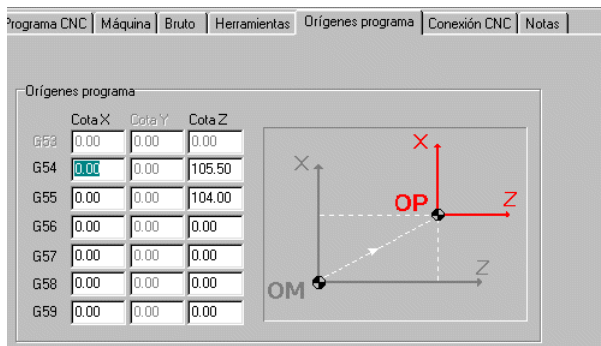 Programa CNC Máquina Bruto Herramientas Orígenes programa Conexión CNC Notas
Orígenes programa
Cota X Cota Y Cota Z
G53 0.00 0.00 0.00
G54 0.00 0.00 105.50
G55 0.00 0.00 104.00
G56 0.00 0.00 0.00
G57 0.00 0.00 0.00
G58 0.00 0.00 0.00
G59 0.00 0.00 0.00
X
X
OP
Z
Z
OM